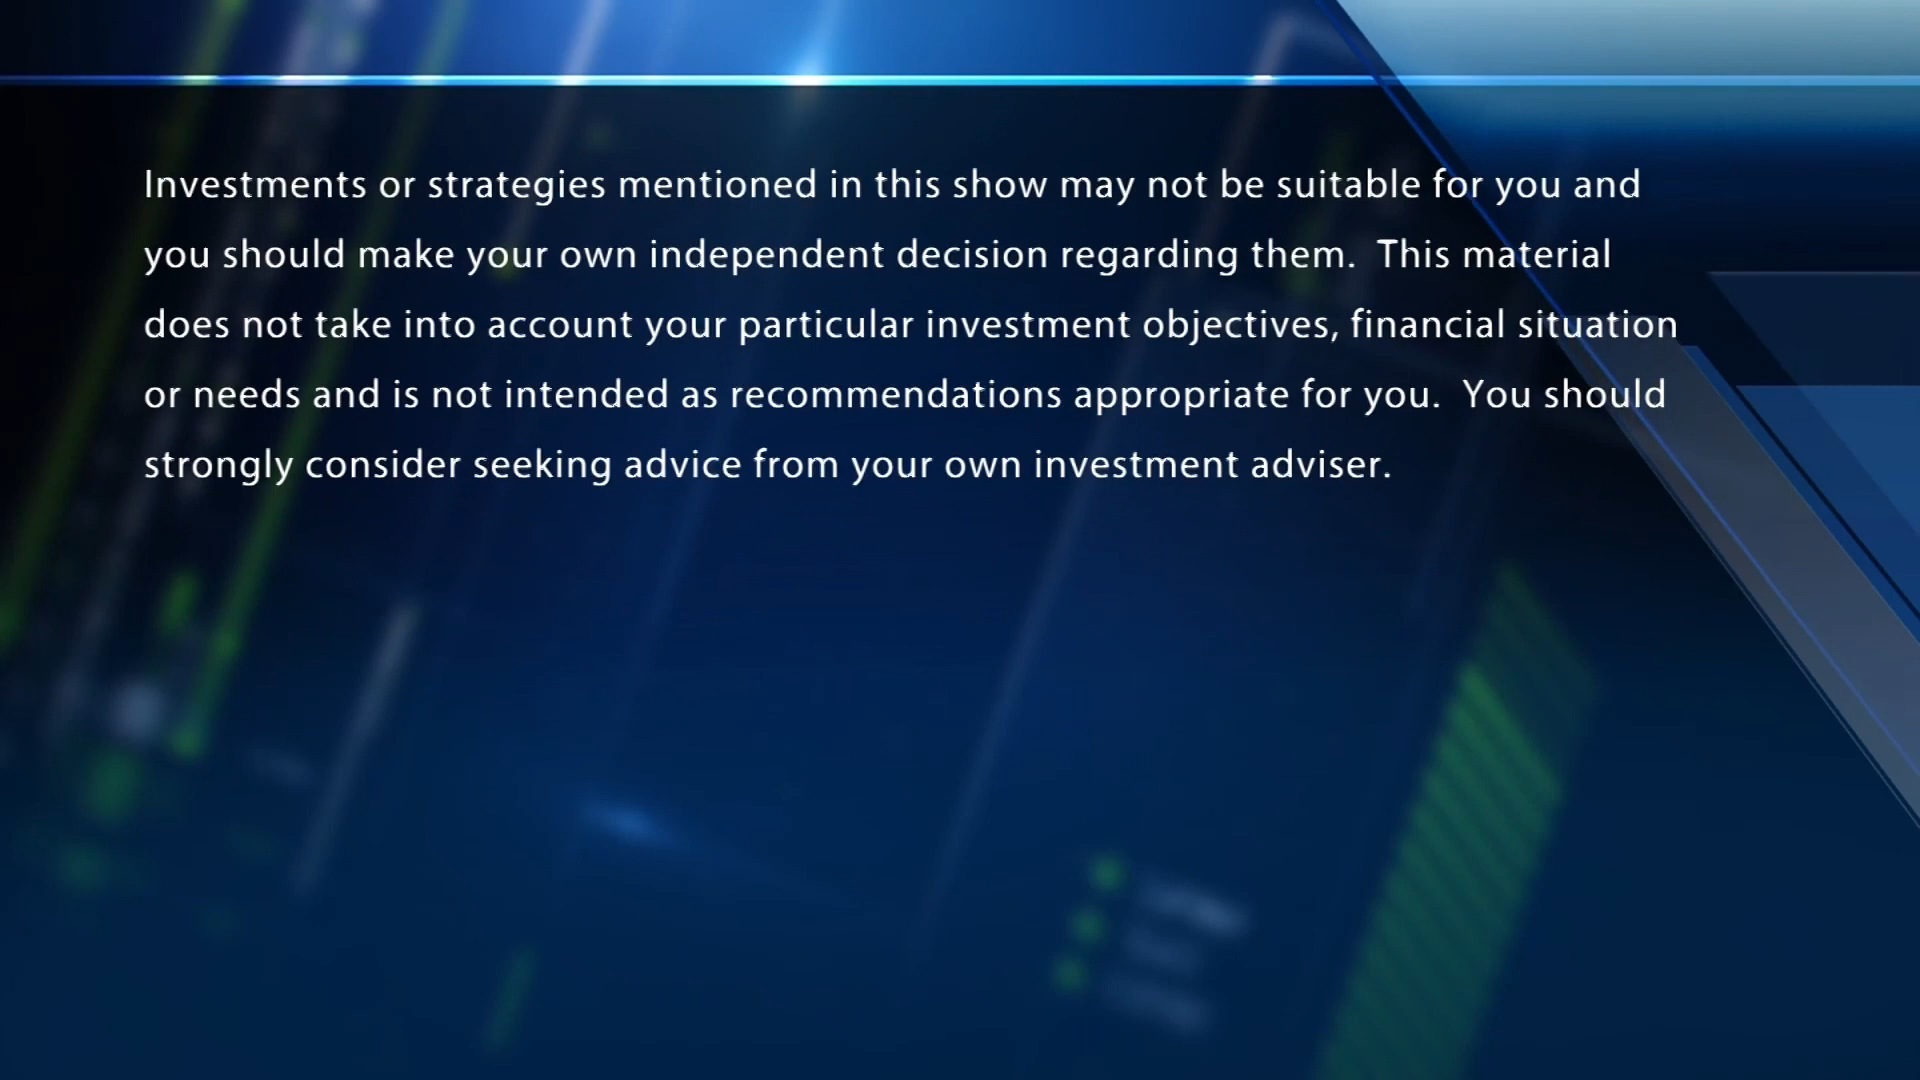 Investments or strategies mentioned in this show may not be suitable for you and
you should make your own independent decision regarding them.  This material
does not take into account your particular investment objectives, financial situation
or needs and is not intended as recommendations appropriate for you.  You should
strongly consider seeking advice from your own investment adviser.